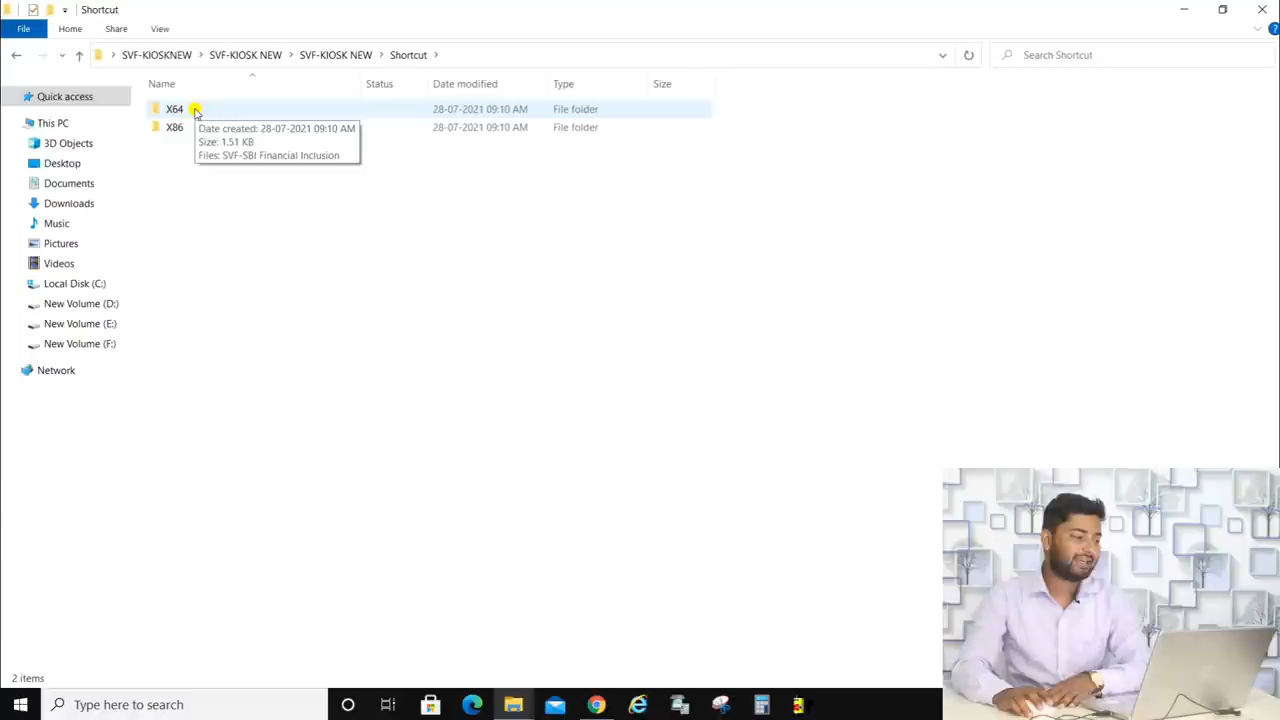 Shortcut
File Home Share View
SVF-KIOSKNEW SVF-KIOSK NEW SVF-KIOSK NEW Shortcut Search Shortcut
Name Status Date modified Type Size
Quick access
This PC
3D Objects
Desktop
Documents
Downloads
Music
Pictures
Videos
Local Disk (C:)
New Volume (D:)
New Volume (E:)
New Volume (F:)
Network
X64 28-07-2021 09:10 AM File folder
X86 28-07-2021 09:10 AM File folder
Date created: 28-07-2021 09:10 AM
Size: 1.51 KB
Files: SVF-SBI Financial Inclusion
2 items
Type here to search